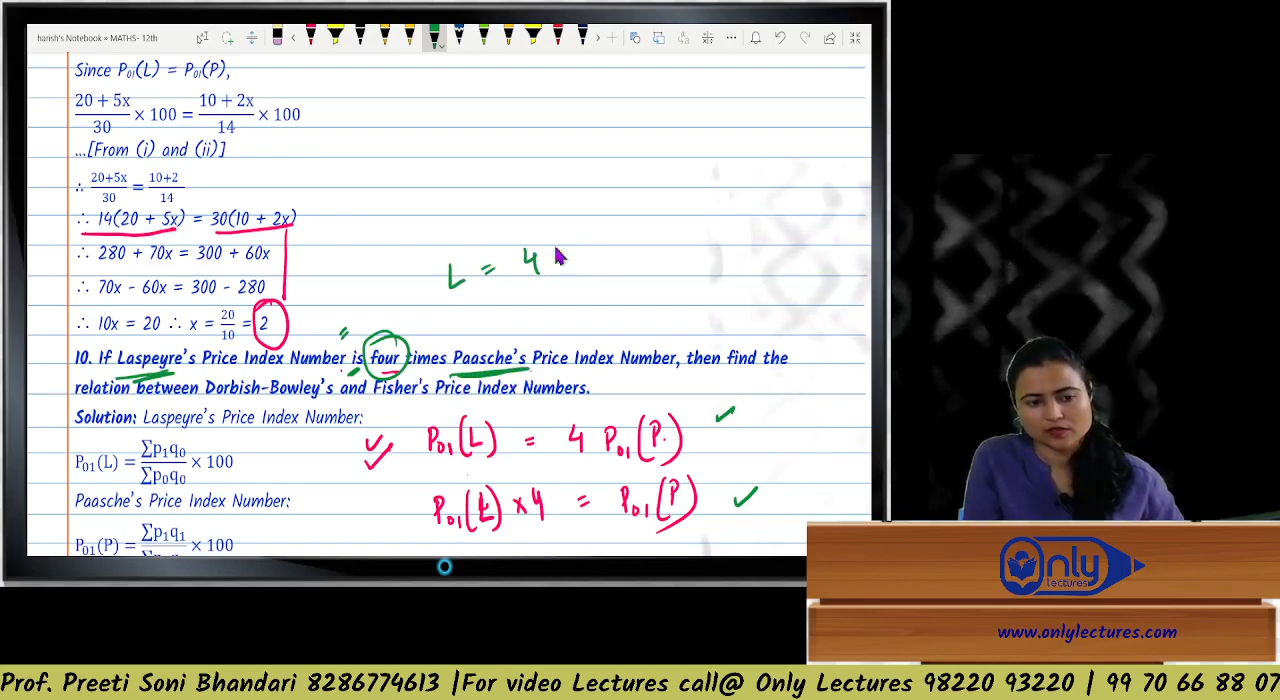 harish's Notebook » MATHS- 12th
Since P₀₁(L) = P₀₁(P),
(20 + 5x)/30 × 100 = (10 + 2x)/14 × 100
...[From (i) and (ii)]
∴ (20+5x)/30 = (10+2)/14
∴ 14(20 + 5x) = 30(10 + 2x)
∴ 280 + 70x = 300 + 60x
L = 4
∴ 70x - 60x = 300 - 280
∴ 10x = 20 ∴ x = 20/10 = 2
10. If Laspeyre's Price Index Number is four times Paasche's Price Index Number, then find the
relation between Dorbish-Bowley's and Fisher's Price Index Numbers.
Solution: Laspeyre's Price Index Number:
P₀₁(L) = 4 P₀₁(P)
P₀₁(L) = ∑p₁q₀/∑p₀q₀ × 100
Paasche's Price Index Number:
P₀₁(L) × 4 = P₀₁(P)
P₀₁(P) = ∑p₁q₁ × 100
Only
lectures
www.onlylectures.com
Prof. Preeti Soni Bhandari 8286774613 |For video Lectures call@ Only Lectures 98220 93220 | 99 70 66 88 07